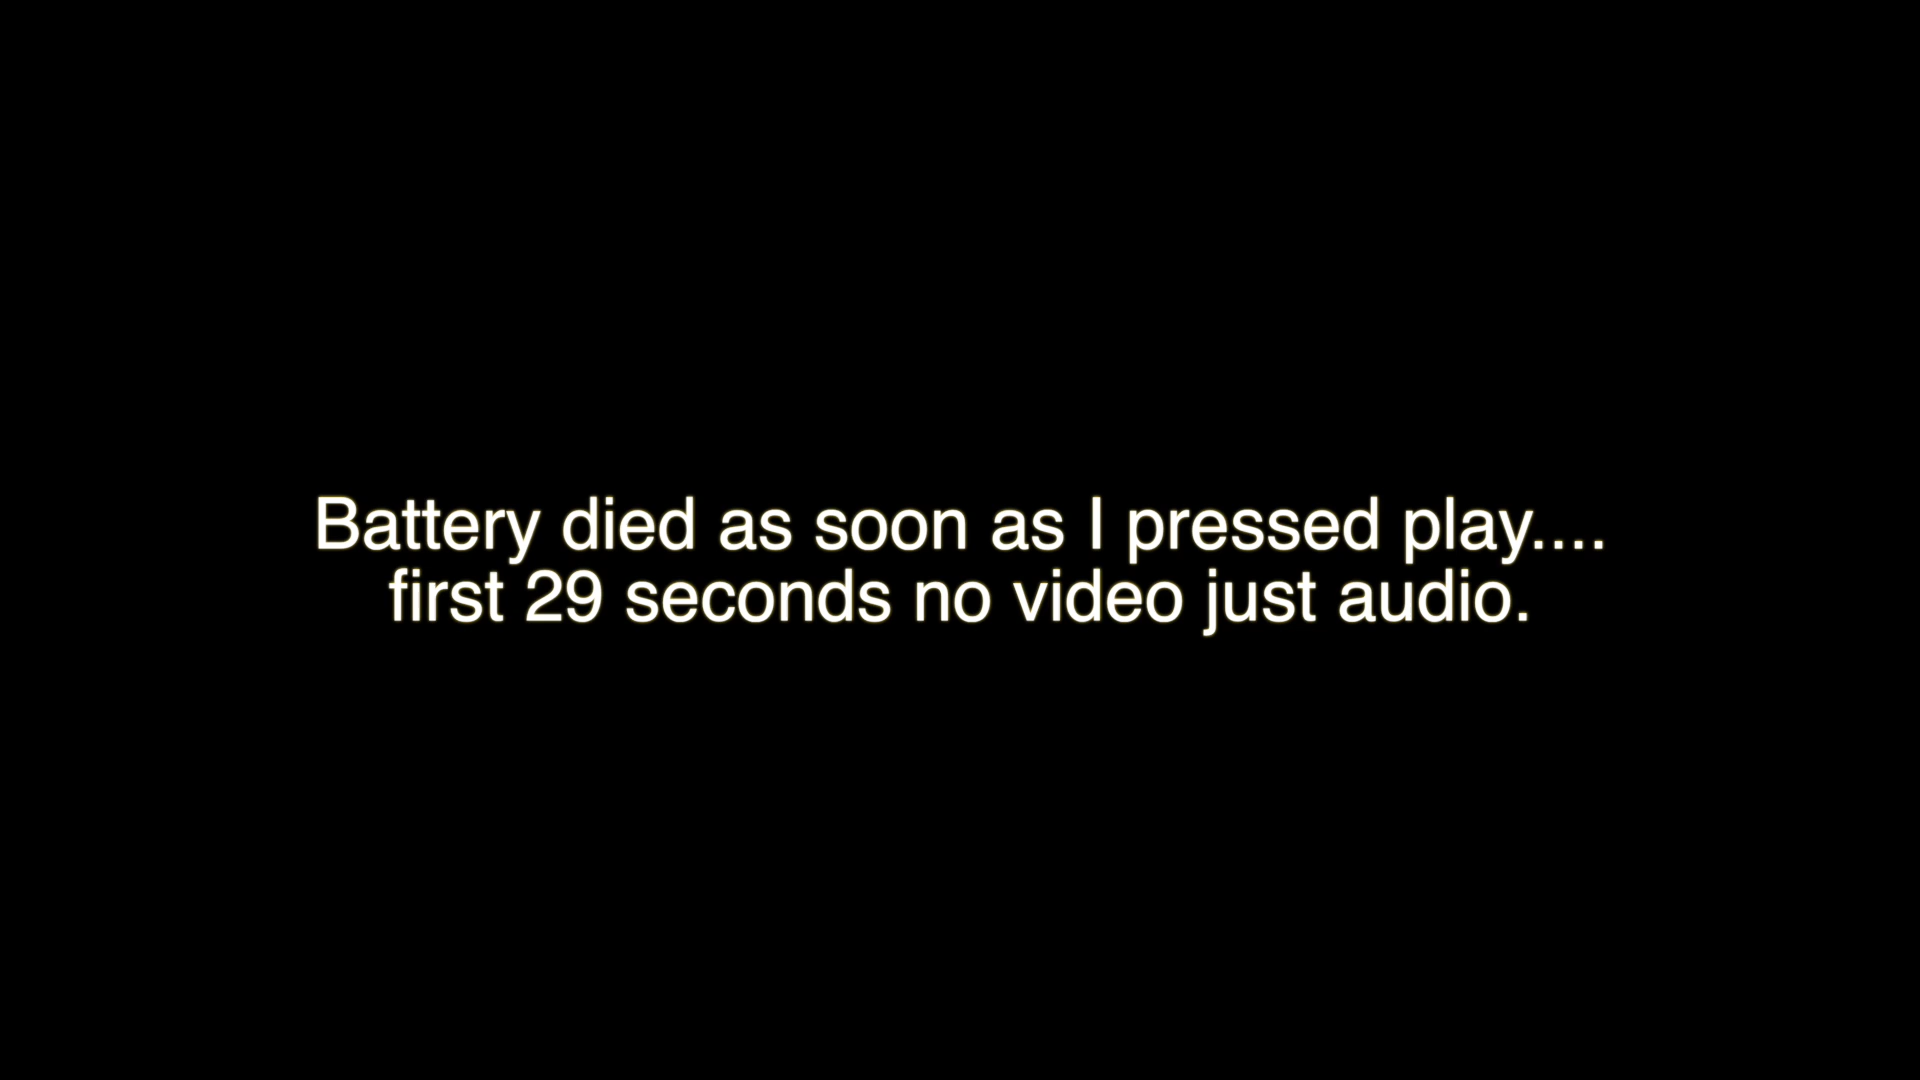 Battery died as soon as I pressed play....
first 29 seconds no video just audio.